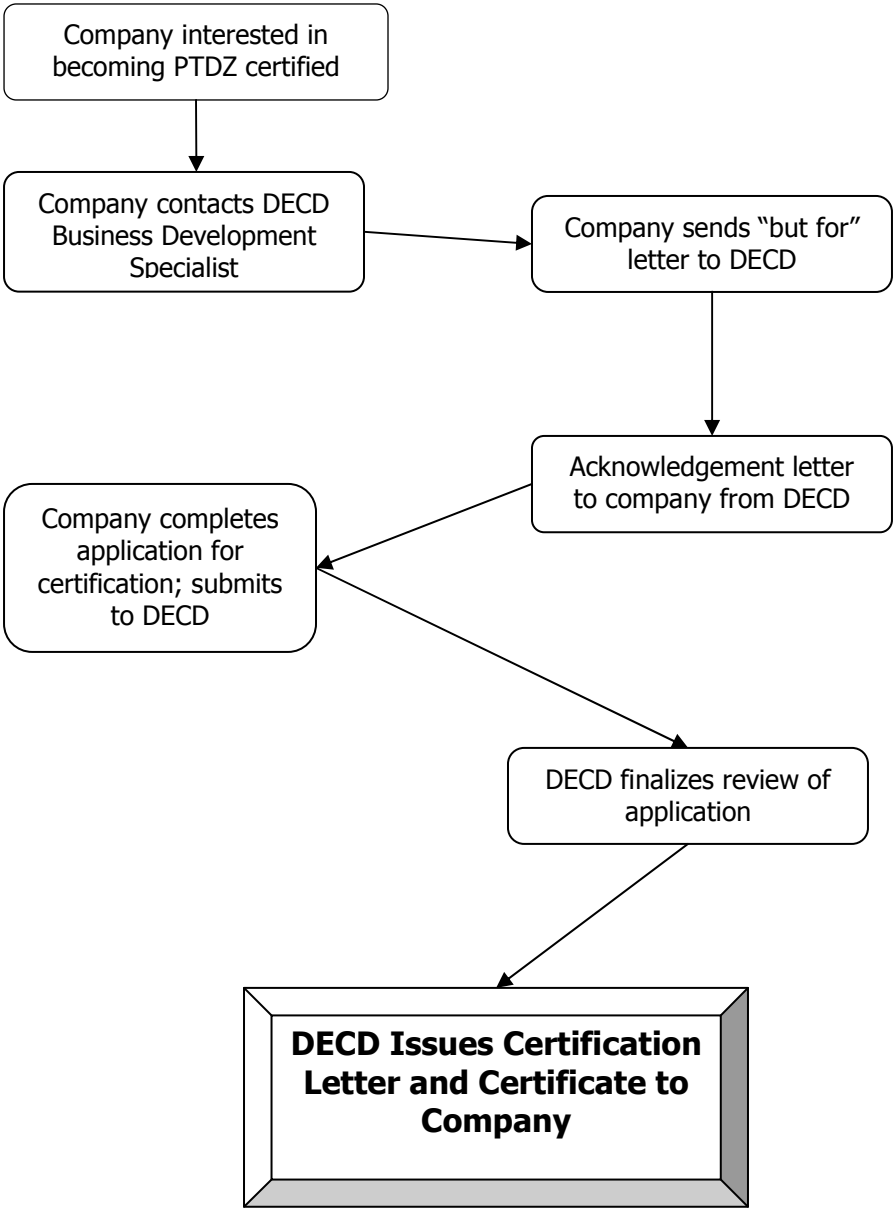 Company interested in
becoming PTDZ certified
Company contacts DECD
Business Development
Specialist
Company sends “but for”
letter to DECD
Acknowledgement letter
to company from DECD
Company completes
application for
certification; submits
to DECD
DECD finalizes review of
application
DECD Issues Certification
Letter and Certificate to
Company